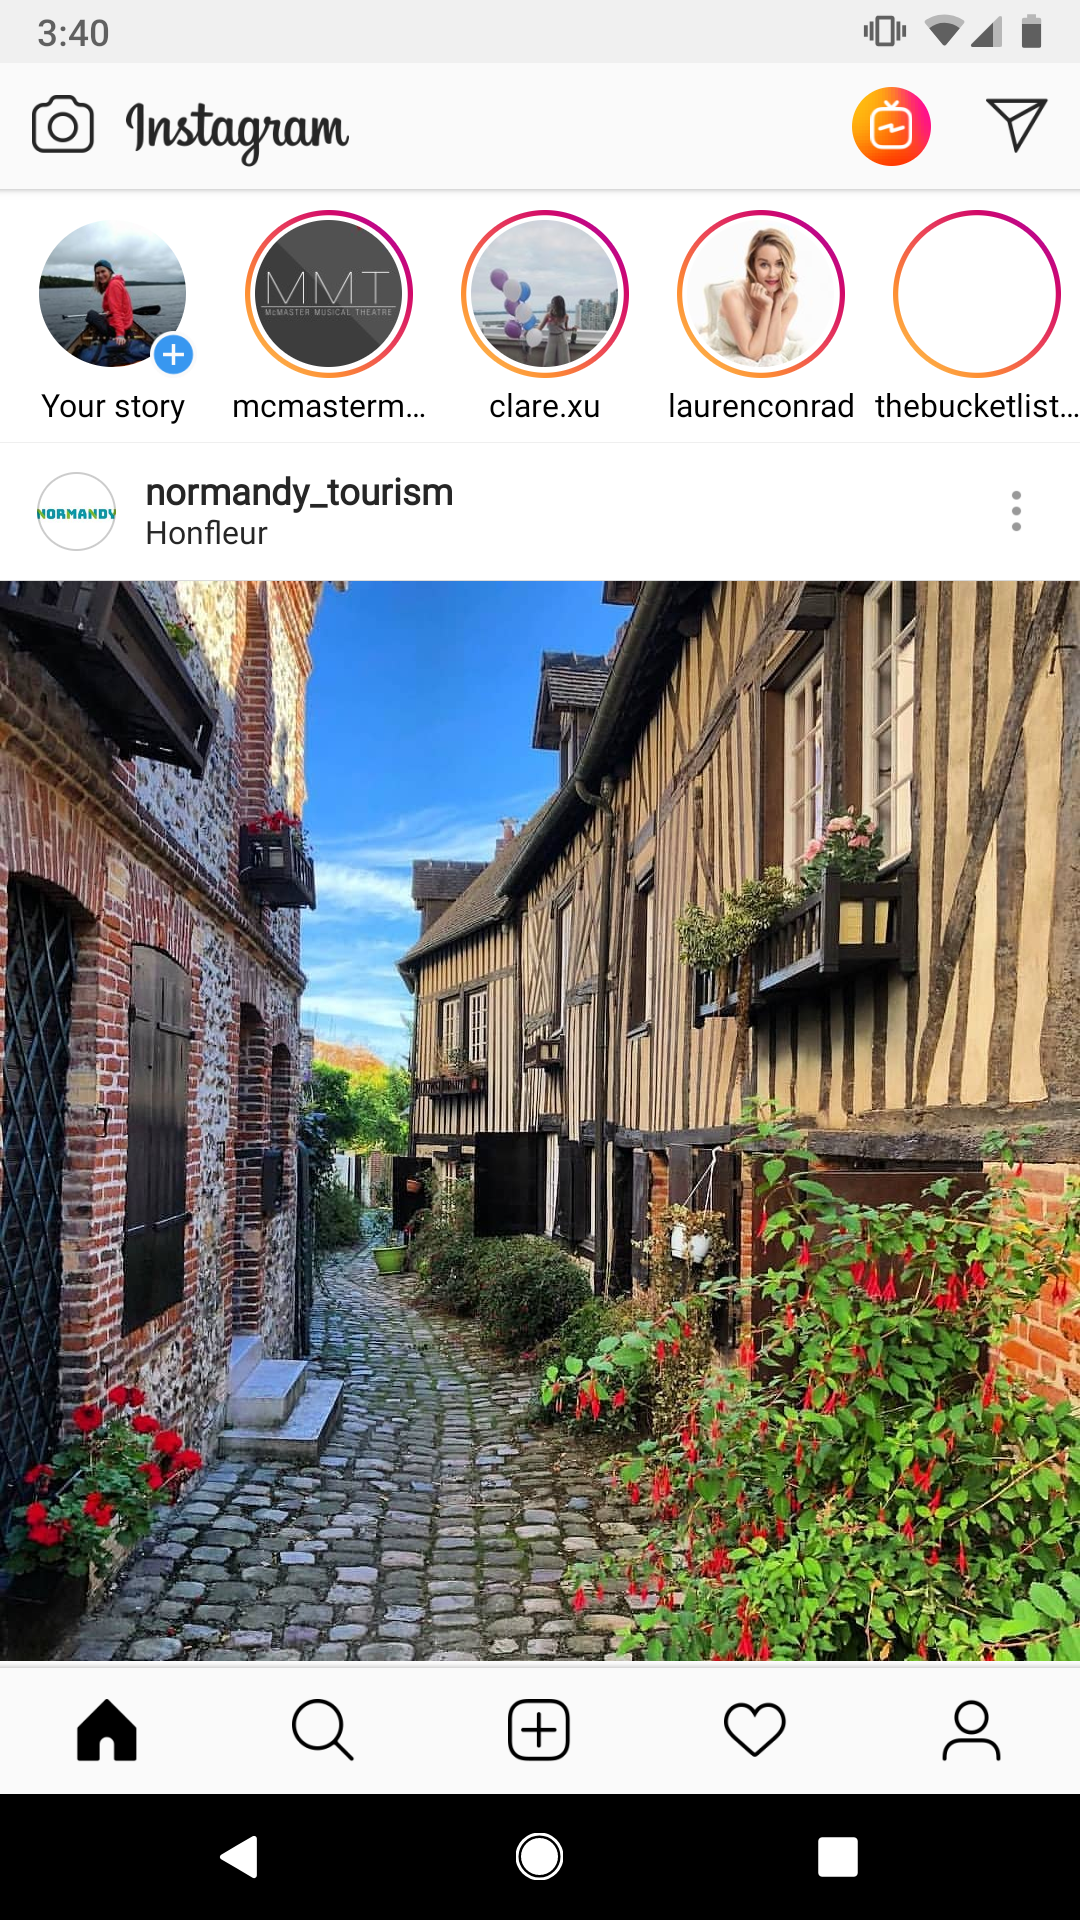 3:40
Instagram
MMT
McMASTER MUSICAL THEATRE
Your story
mcmasterm...
clare.xu
laurenconrad
thebucketlist...
NORMANDY
normandy_tourism
Honfleur